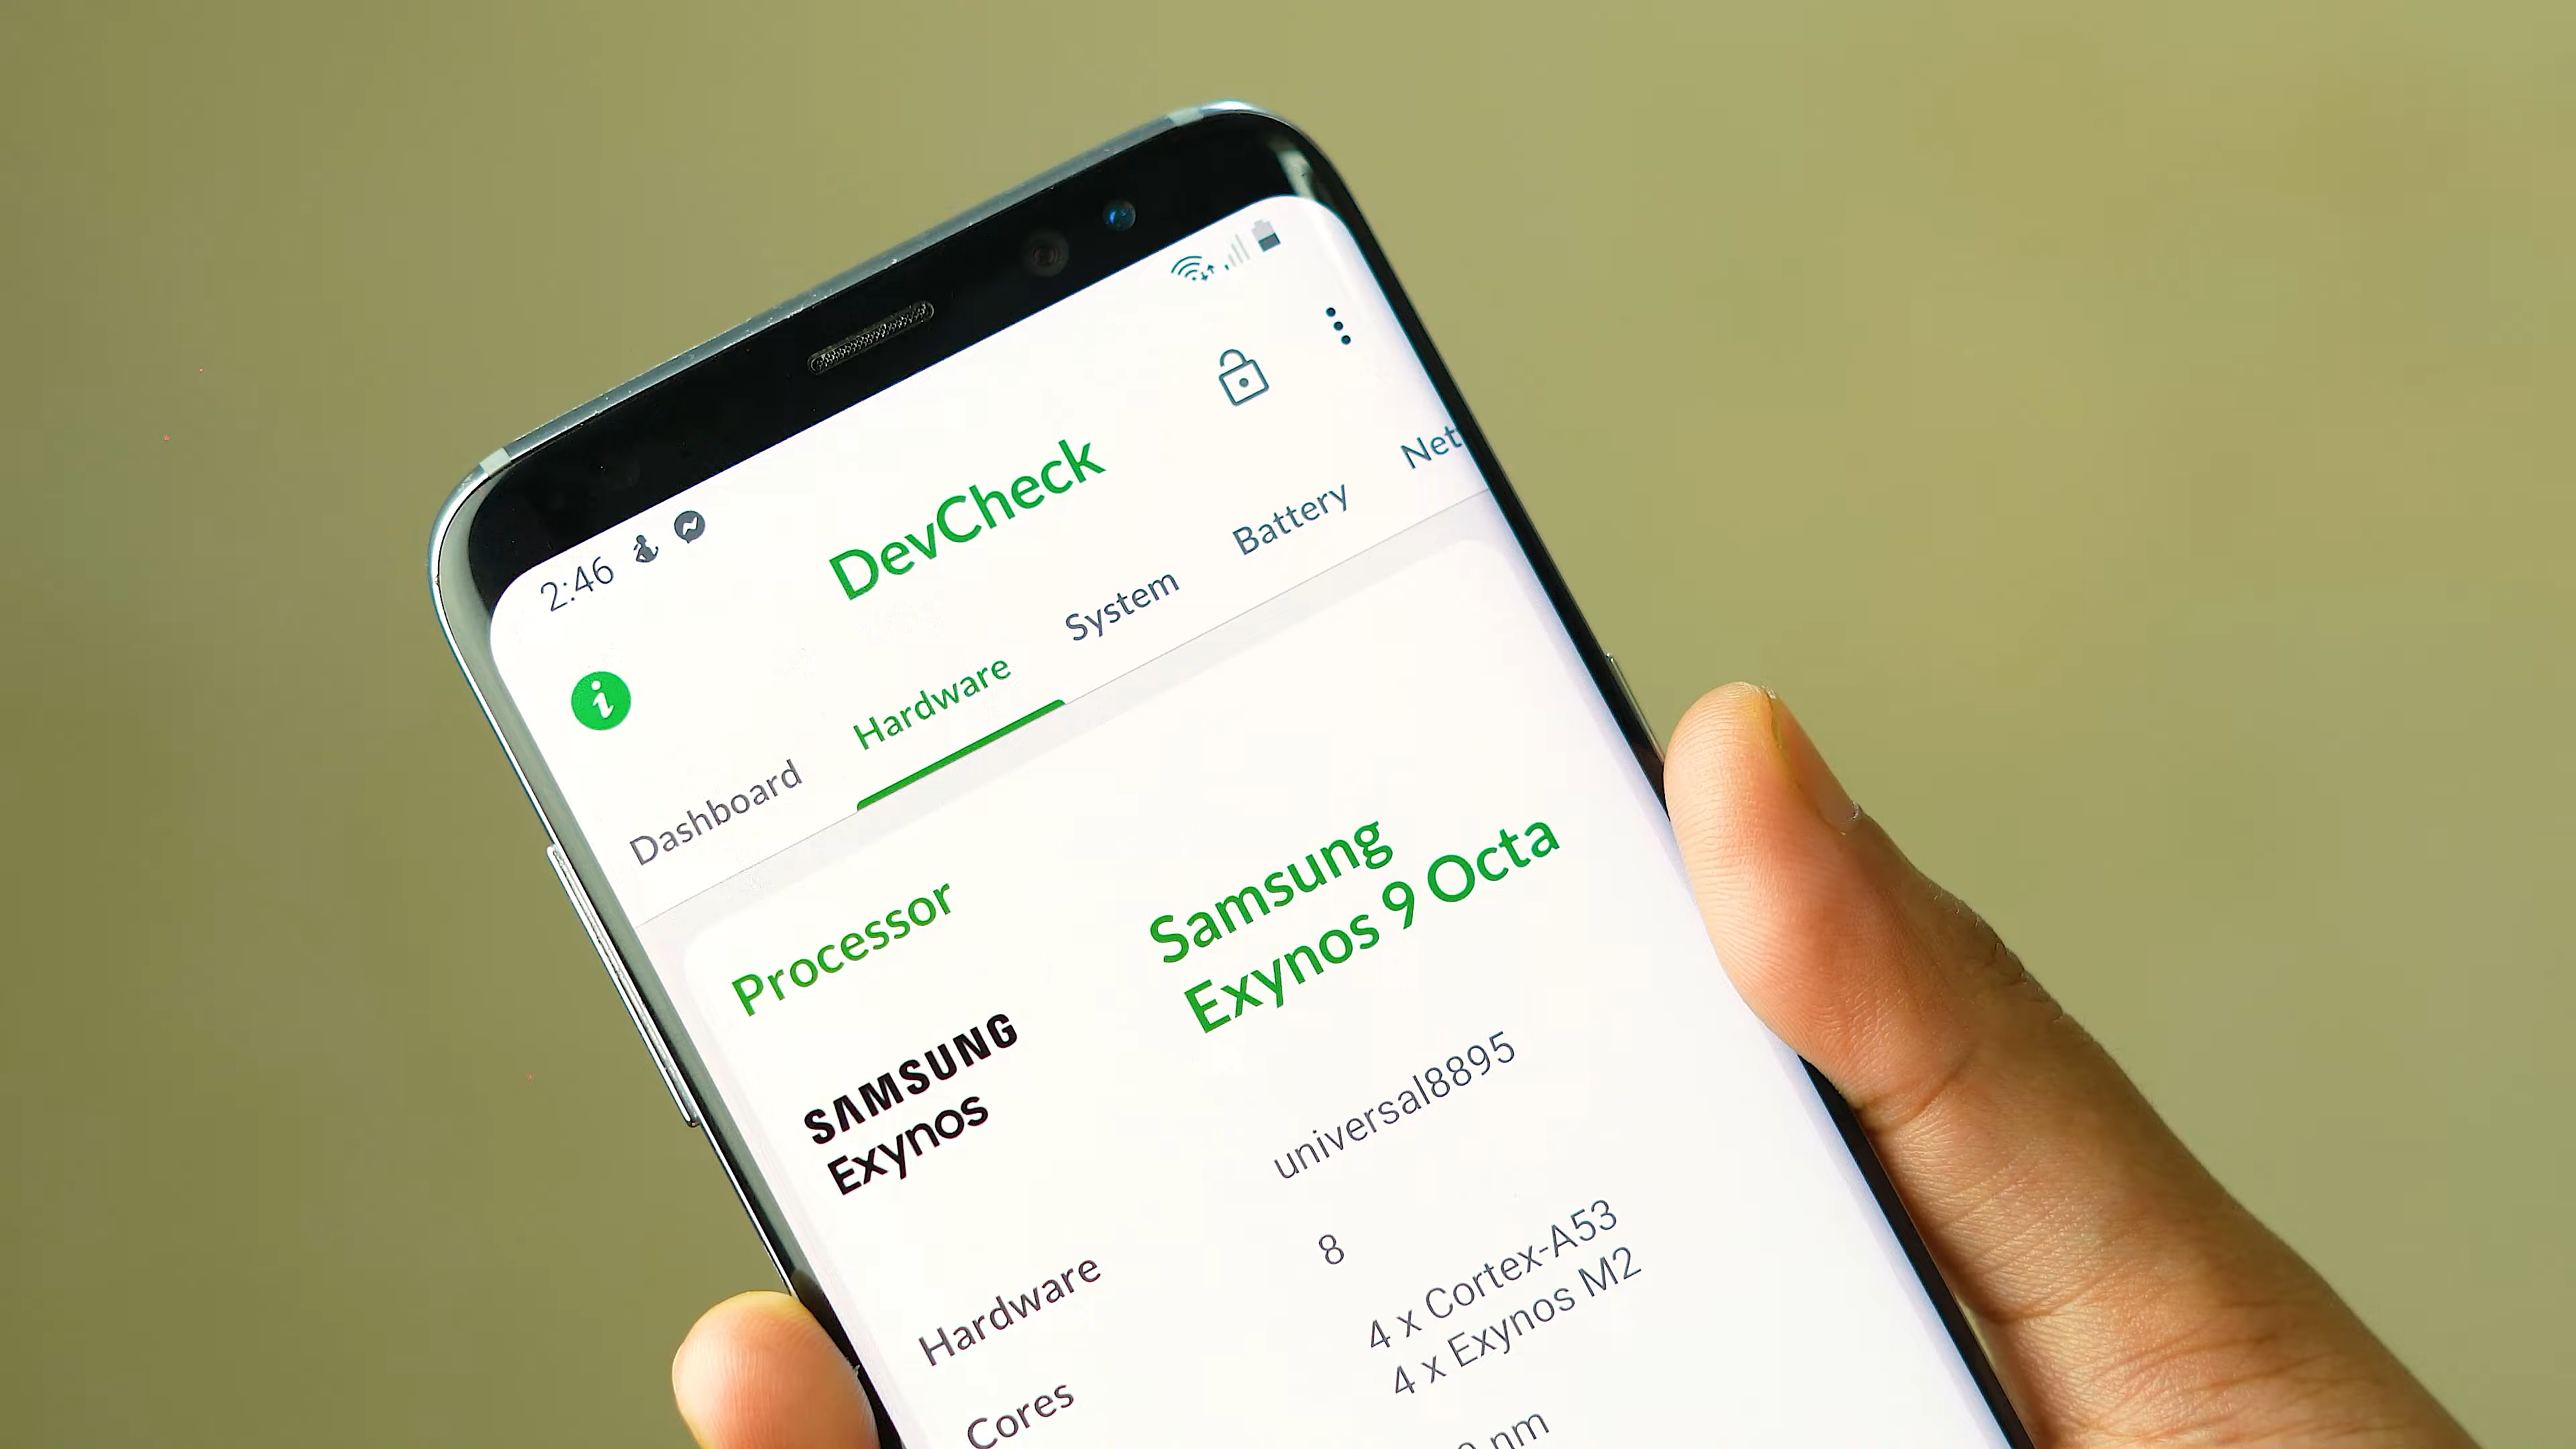 2:46
DevCheck
Dashboard Hardware System Battery Net
Processor
Samsung
Exynos 9 Octa
SAMSUNG
Exynos
Hardware universal8895
Cores 8
4 x Cortex-A53
4 x Exynos M2
nm